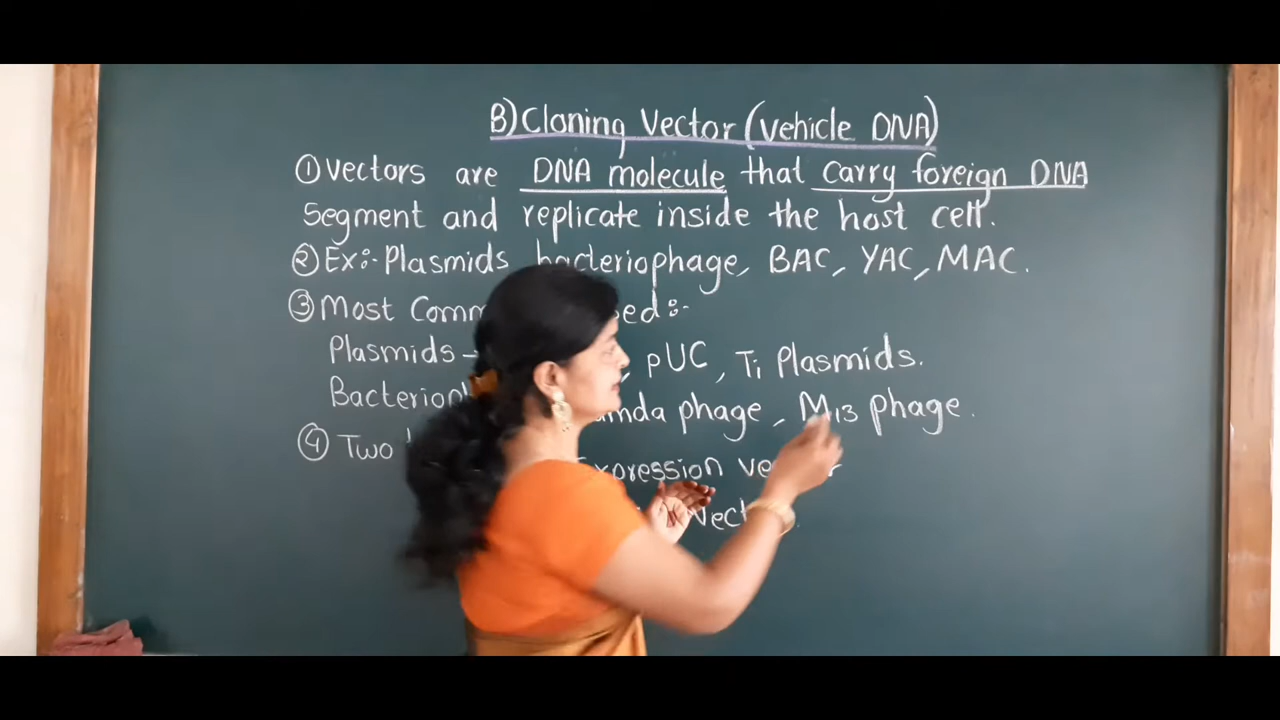 B) Cloning Vector (Vehicle DNA)
① Vectors are DNA molecule that carry foreign DNA
Segment and replicate inside the host cell.
② Ex:- Plasmids bacteriophage, BAC, YAC, MAC.
③ Most Comm sed :-
Plasmids - , pUC, Ti Plasmids.
Bacterioph mda phage, M13 phage.
④ Two Expression vector
Vect .